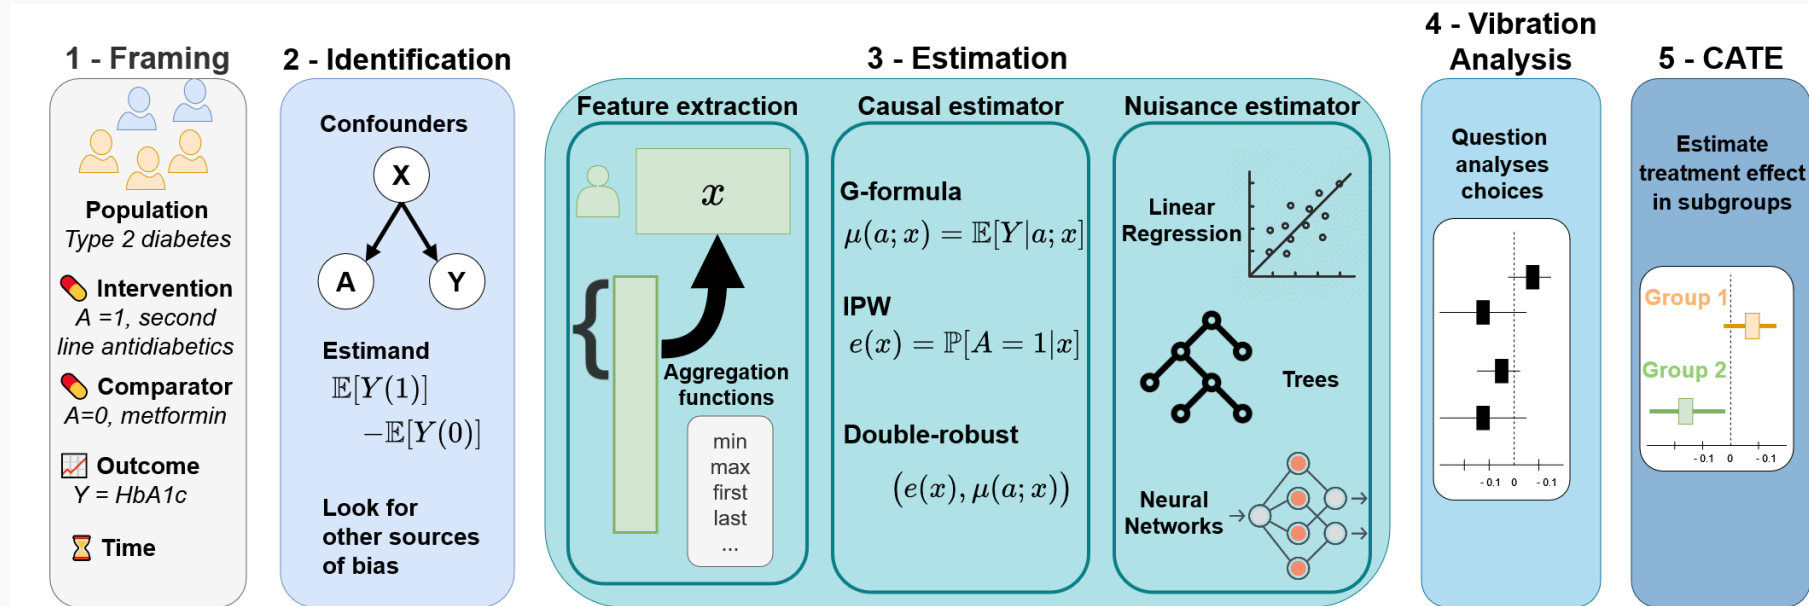 1 - Framing
Population
Type 2 diabetes
Intervention
A =1, second
line antidiabetics
Comparator
A=0, metformin
Outcome
Y = HbA1c
Time
2 - Identification
Confounders
X
A
Y
Estimand
𝔼[Y(1)]
−𝔼[Y(0)]
Look for
other sources
of bias
3 - Estimation
Feature extraction
x
{
Aggregation
functions
min
max
first
last
...
Causal estimator
G-formula
μ(a; x) = 𝔼[Y|a; x]
IPW
e(x) = ℙ[A = 1|x]
Double-robust
(e(x), μ(a; x))
Nuisance estimator
Linear
Regression
Trees
Neural
Networks
4 - Vibration
Analysis
Question
analyses
choices
- 0.1 0 -0.1
5 - CATE
Estimate
treatment effect
in subgroups
Group 1
Group 2
- 0.1 0 -0.1